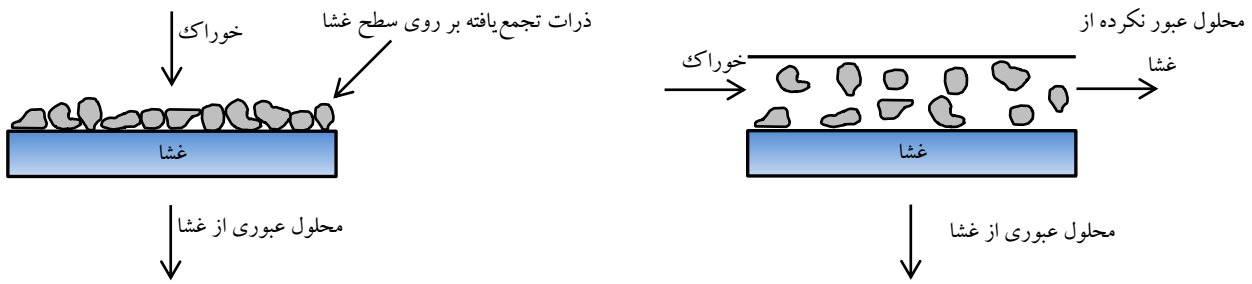 محلول عبور نکرده از
غشا
خوراک
غشا
محلول عبوری از غشا
ذرات تجمع‌یافته بر روی سطح غشا
خوراک
غشا
محلول عبوری از غشا